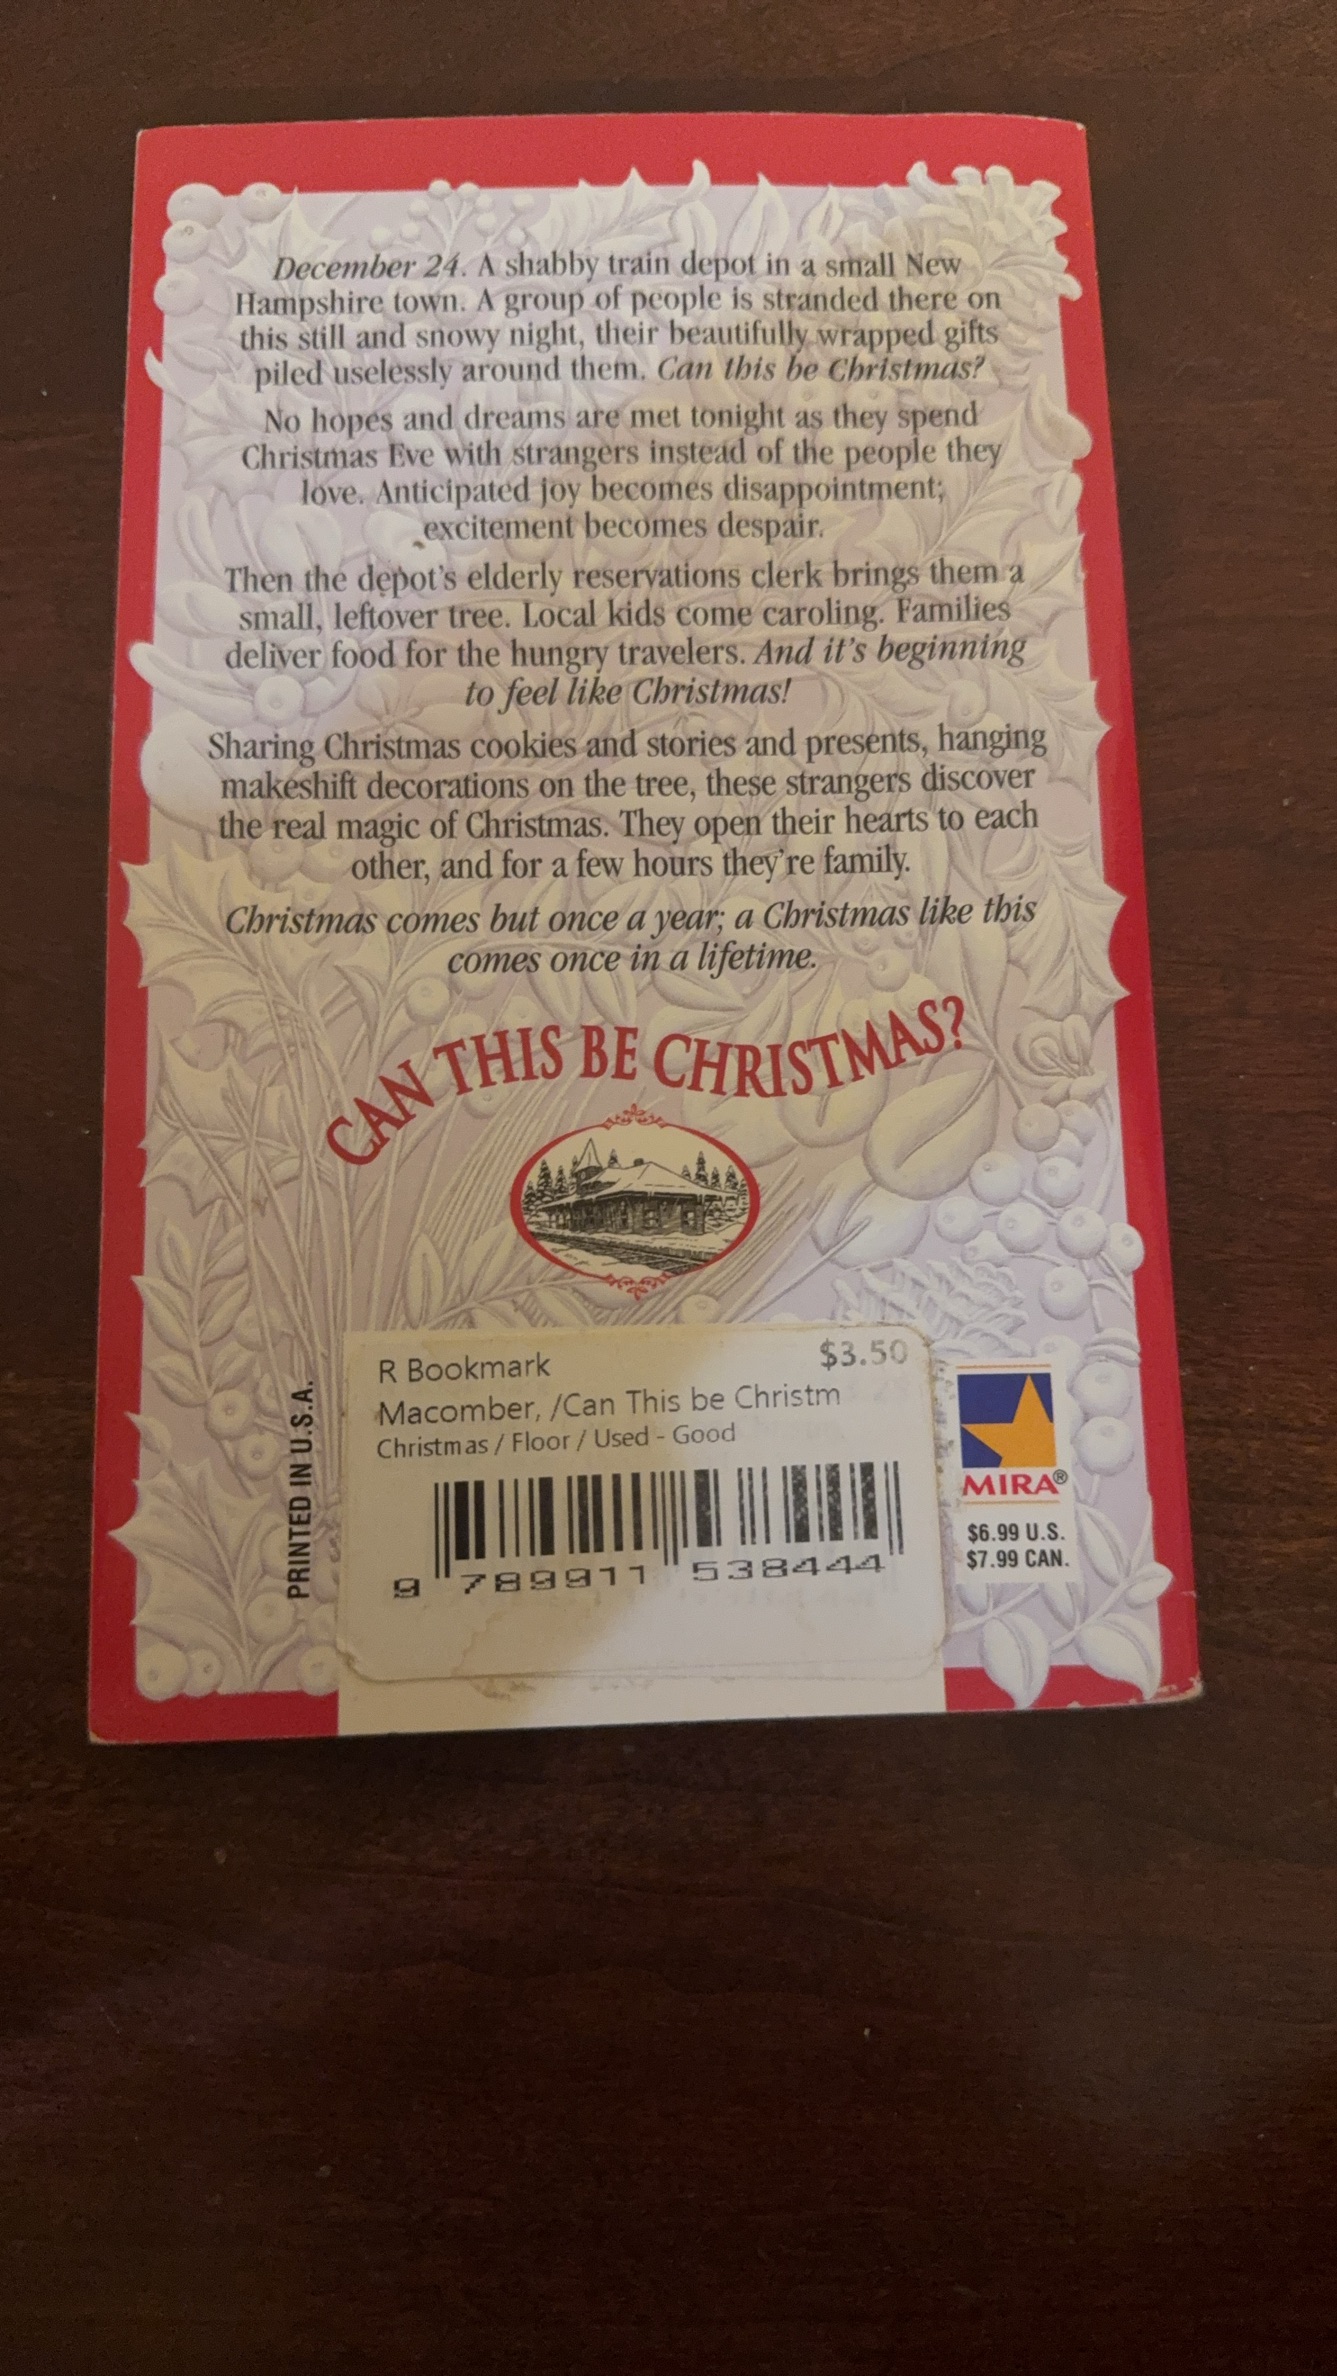 December 24. A shabby train depot in a small New
Hampshire town. A group of people is stranded there on
this still and snowy night, their beautifully wrapped gifts
piled uselessly around them. Can this be Christmas?
No hopes and dreams are met tonight as they spend
Christmas Eve with strangers instead of the people they
love. Anticipated joy becomes disappointment;
excitement becomes despair.
Then the depot's elderly reservations clerk brings them a
small, leftover tree. Local kids come caroling. Families
deliver food for the hungry travelers. And it's beginning
to feel like Christmas!
Sharing Christmas cookies and stories and presents, hanging
makeshift decorations on the tree, these strangers discover
the real magic of Christmas. They open their hearts to each
other, and for a few hours they're family.
Christmas comes but once a year; a Christmas like this
comes once in a lifetime.
CAN THIS BE CHRISTMAS?
PRINTED IN U.S.A.
R Bookmark $3.50
Macomber, /Can This be Christm
Christmas / Floor / Used - Good
9 789911 538444
MIRA®
$6.99 U.S.
$7.99 CAN.